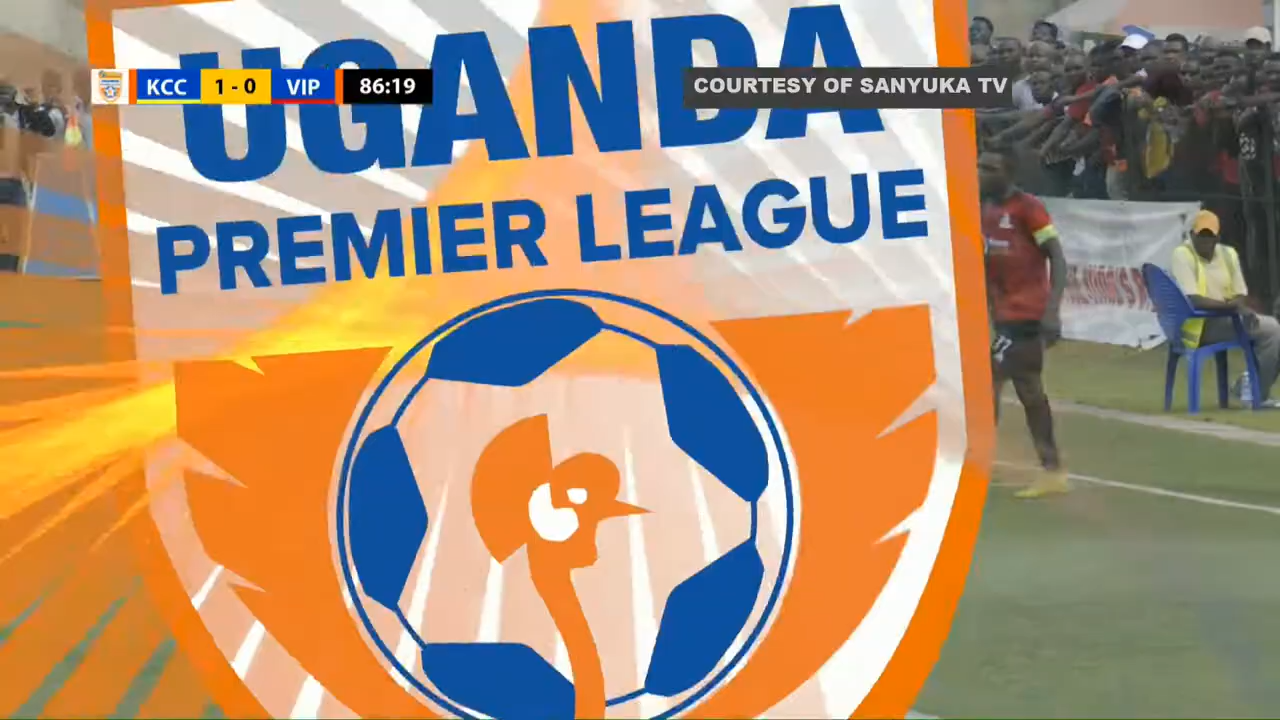 UGANDA
KCC 1 - 0 VIP 86:19
COURTESY OF SANYUKA TV
PREMIER LEAGUE